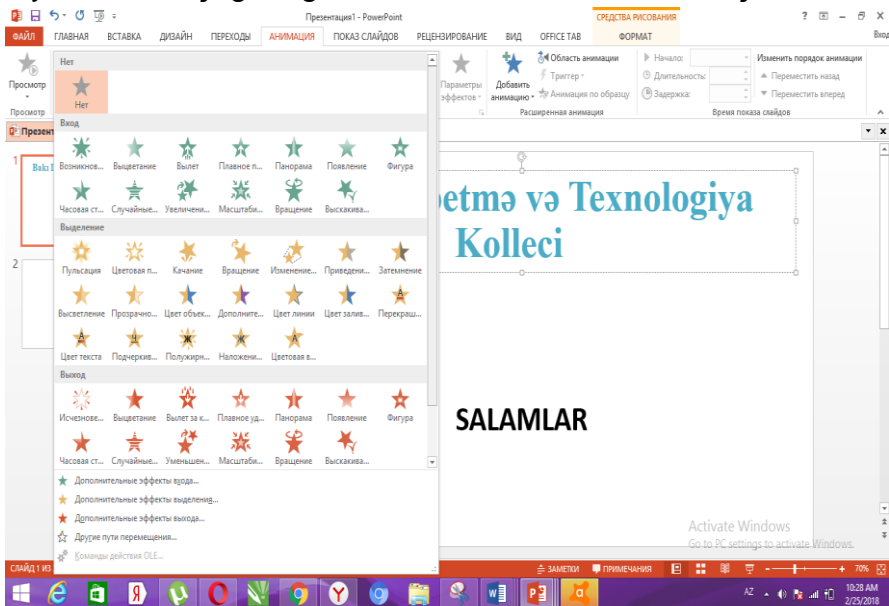 Презентация1 - PowerPoint
СРЕДСТВА РИСОВАНИЯ
ФАЙЛ ГЛАВНАЯ ВСТАВКА ДИЗАЙН ПЕРЕХОДЫ АНИМАЦИЯ ПОКАЗ СЛАЙДОВ РЕЦЕНЗИРОВАНИЕ ВИД OFFICE TAB ФОРМАТ
Вход
Просмотр
Просмотр
Нет
Нет
Вход
Возникнов... Выцветание Вылет Плавное п... Панорама Появление Фигура
Часовая ст... Случайные... Увеличени... Масштаби... Вращение Выскакива...
Выделение
Пульсация Цветовая п... Качание Вращение Изменение... Приведени... Затемнение
Высветление Прозрачно... Цвет объек... Дополните... Цвет линии Цвет залив... Перекраш...
Цвет текста Подчеркив... Полужирн... Наложени... Цветовая в...
Выход
Исчезнове... Выцветание Вылет за к... Плавное уд... Панорама Появление Фигура
Часовая ст... Случайные... Уменьшен... Масштаби... Вращение Выскакива...
Дополнительные эффекты входа...
Дополнительные эффекты выделения...
Дополнительные эффекты выхода...
Другие пути перемещения...
Команды действия OLE...
Параметры эффектов
Добавить анимацию
Область анимации
Триггер
Анимация по образцу
Расширенная анимация
Начало:
Длительность:
Задержка:
Изменить порядок анимации
Переместить назад
Переместить вперед
Время показа слайдов
1
2
etmə və Texnologiya
Kolleci
SALAMLAR
Activate Windows
Go to PC settings to activate Windows.
СЛАЙД 1 ИЗ
ЗАМЕТКИ ПРИМЕЧАНИЯ 70%
AZ
10:28 AM
2/25/2018